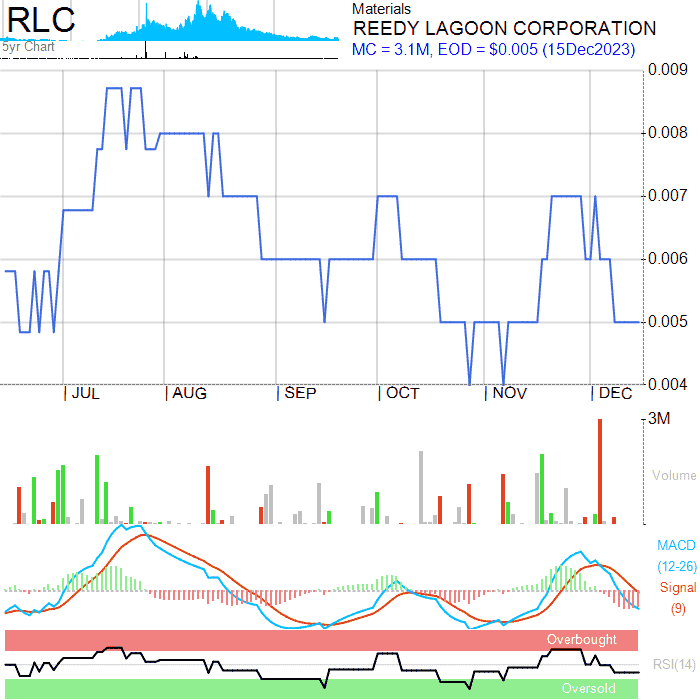 RLC
5yr Chart
Materials
REEDY LAGOON CORPORATION
MC = 3.1M, EOD = $0.005 (15Dec2023)
0.009
0.008
0.007
0.006
0.005
0.004
JUL AUG SEP OCT NOV DEC
3M
Volume
MACD
(12-26)
Signal
(9)
Overbought
RSI(14)
Oversold